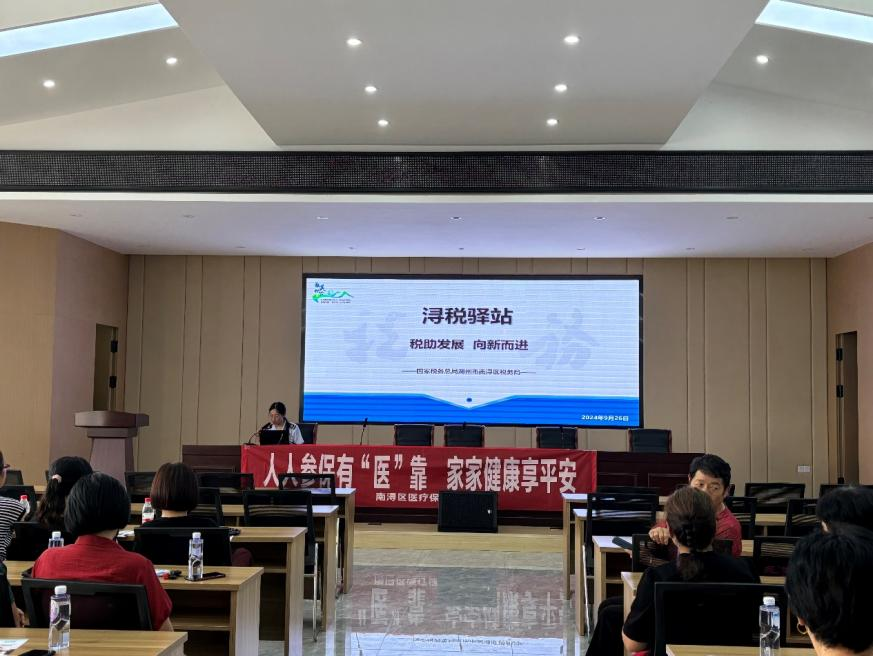 浔税驿站
税助发展 向新而进
——国家税务总局湖州市南浔区税务局——
2024年9月26日
人人参保有“医”靠 家家健康享平安
南浔区医疗保